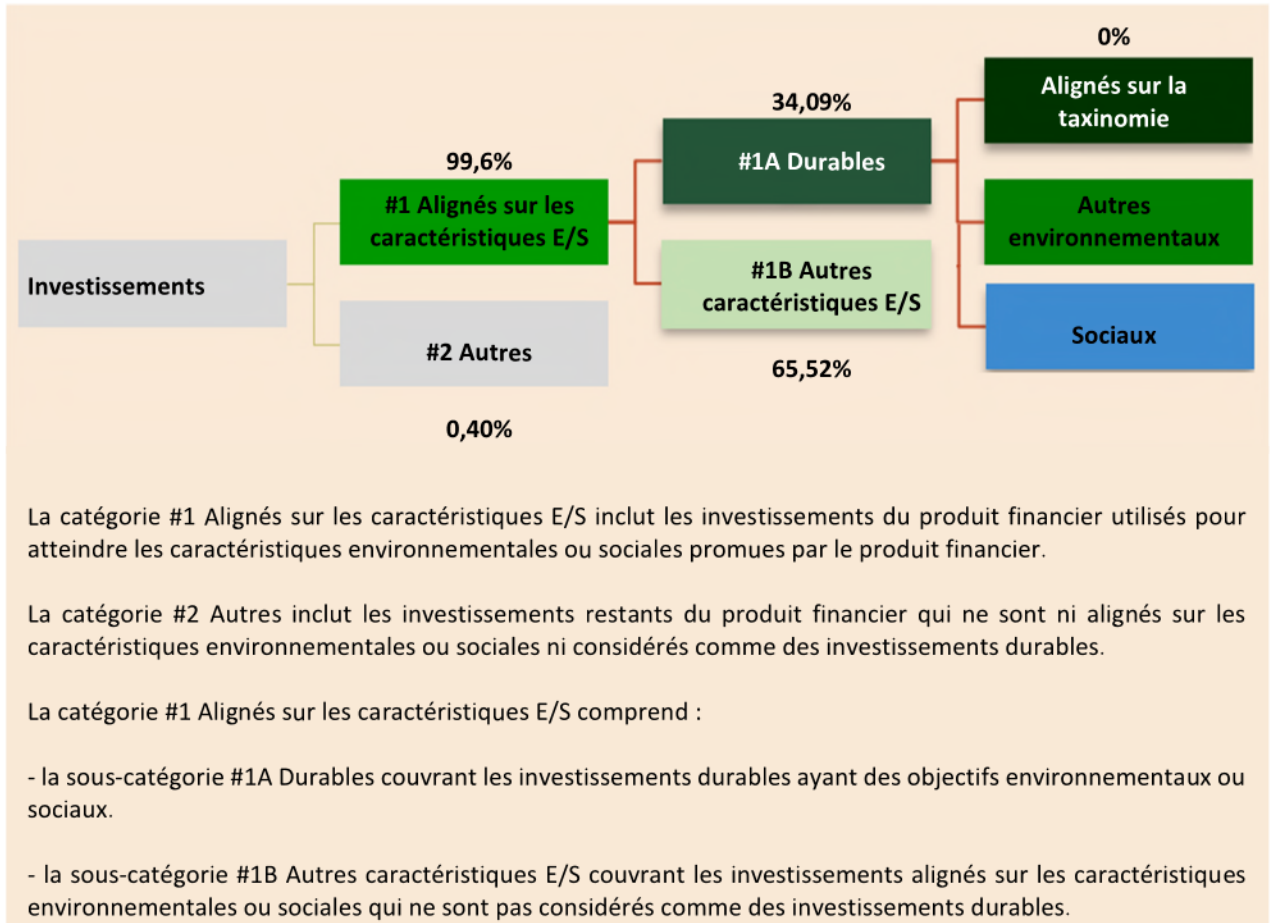 0%
Alignés sur la
taxinomie
34,09%
#1A Durables
99,6%
#1 Alignés sur les
caractéristiques E/S
Autres
environnementaux
Investissements
#1B Autres
caractéristiques E/S
#2 Autres
Sociaux
65,52%
0,40%
La catégorie #1 Alignés sur les caractéristiques E/S inclut les investissements du produit financier utilisés pour
atteindre les caractéristiques environnementales ou sociales promues par le produit financier.
La catégorie #2 Autres inclut les investissements restants du produit financier qui ne sont ni alignés sur les
caractéristiques environnementales ou sociales ni considérés comme des investissements durables.
La catégorie #1 Alignés sur les caractéristiques E/S comprend :
- la sous-catégorie #1A Durables couvrant les investissements durables ayant des objectifs environnementaux ou
sociaux.
- la sous-catégorie #1B Autres caractéristiques E/S couvrant les investissements alignés sur les caractéristiques
environnementales ou sociales qui ne sont pas considérés comme des investissements durables.